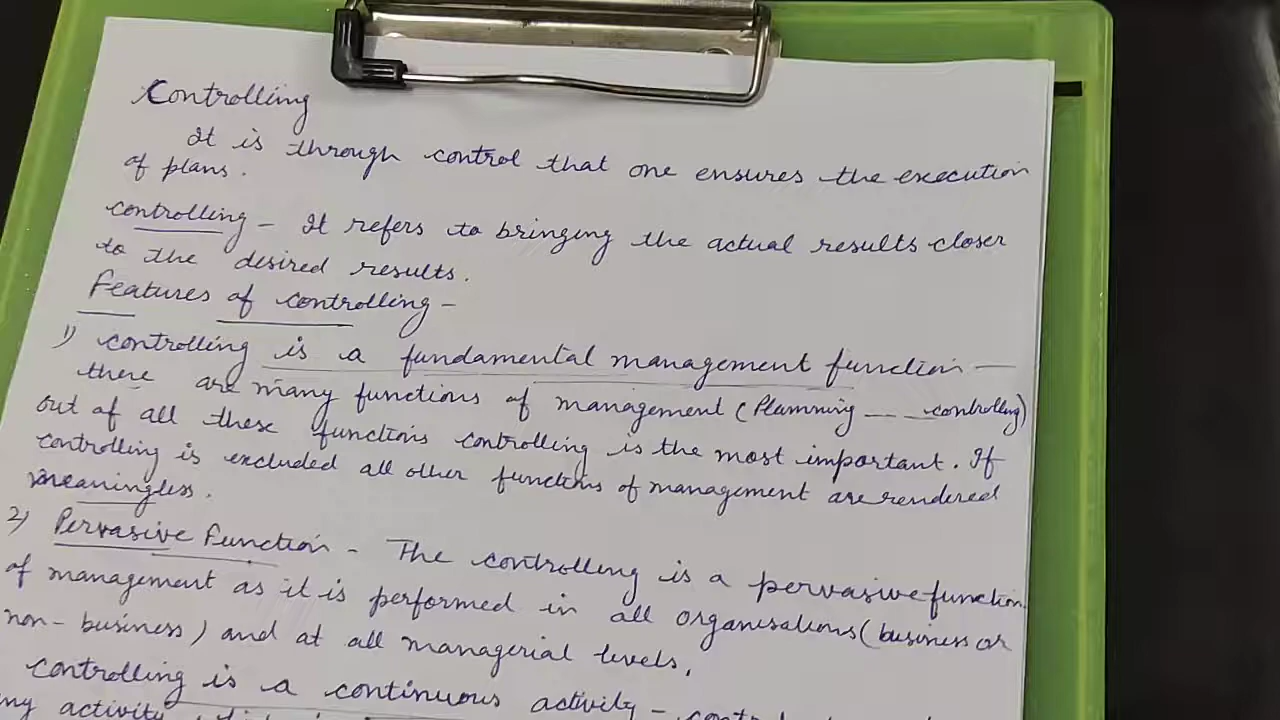 Controlling
It is through control that one ensures the execution
of plans.
controlling - It refers to bringing the actual results closer
to the desired results.
Features of controlling -
1) controlling is a fundamental management function -
there are many functions of management (Planning --- controlling)
out of all these functions controlling is the most important. If
controlling is excluded all other functions of management are rendered
meaningless.
2) Pervasive Function - The controlling is a pervasive function
of management as it is performed in all organisations (business or
non-business) and at all managerial levels.
controlling is a continuous activity -
activity